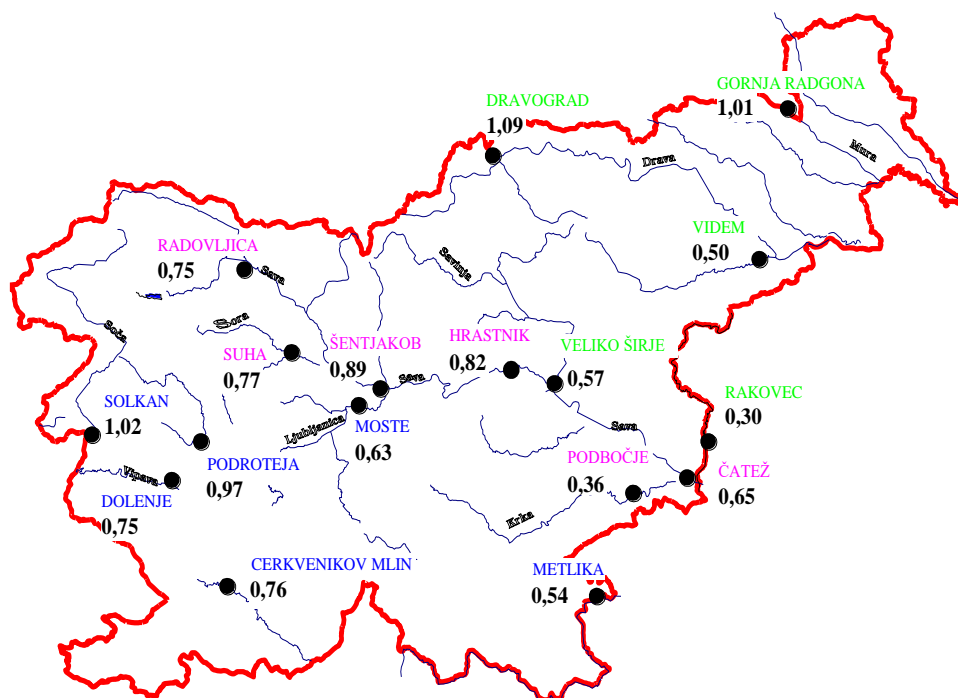 GORNJA RADGONA
1,01
DRAVOGRAD
1,09
Mura
Drava
VIDEM
0,50
RADOVLJICA
0,75
Sava
Savinja
Sora
Soča
SUHA
0,77
ŠENTJAKOB
0,89
HRASTNIK
0,82
VELIKO ŠIRJE
0,57
Sava
RAKOVEC
0,30
SOLKAN
1,02
MOSTE
0,63
Ljubljanica
Sava
PODROTEJA
0,97
PODBOČJE
0,36
ČATEŽ
0,65
Vipava
DOLENJE
0,75
Krka
CERKVENIKOV MLIN
0,76
METLIKA
0,54